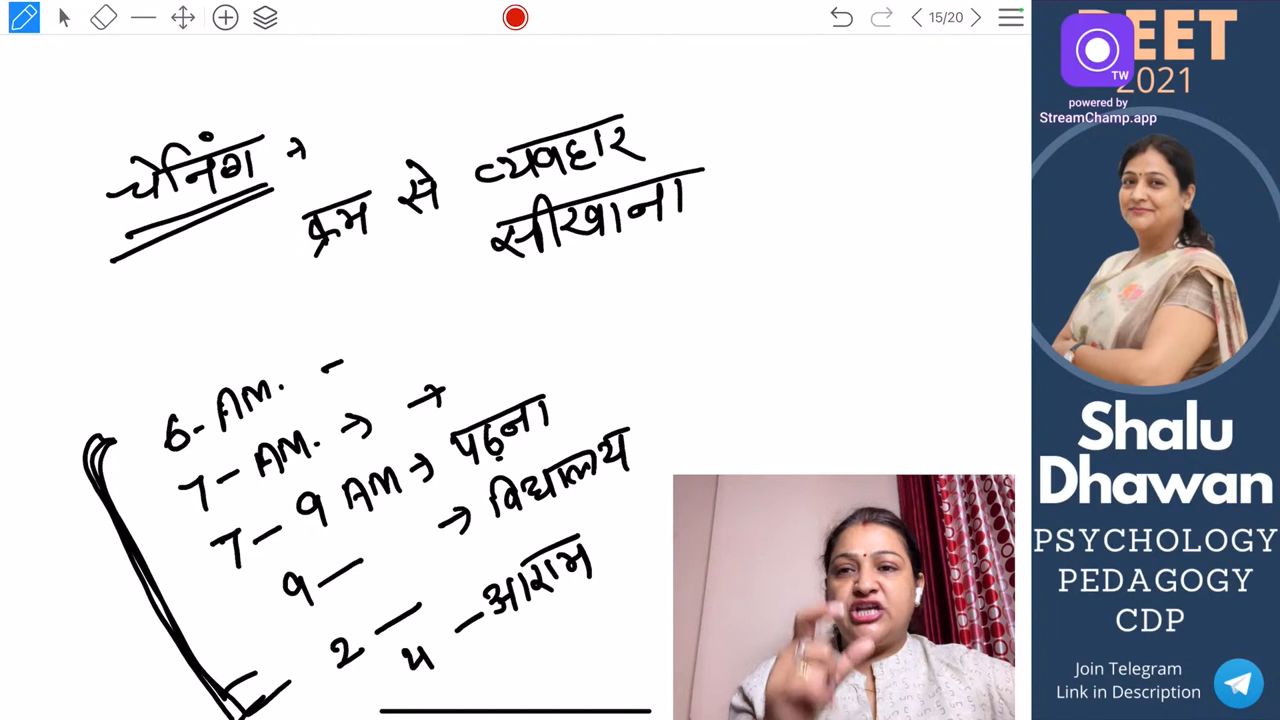 15/20
चेनिंग →
क्रम से व्यवहार
सीखाना
6 - AM. -
7 - AM. → →
7 - 9 AM → पढ़ना
9 — → विद्यालय
2 — 4 — आराम
REET
2021
TW
powered by
StreamChamp.app
Shalu
Dhawan
PSYCHOLOGY
PEDAGOGY
CDP
Join Telegram
Link in Description